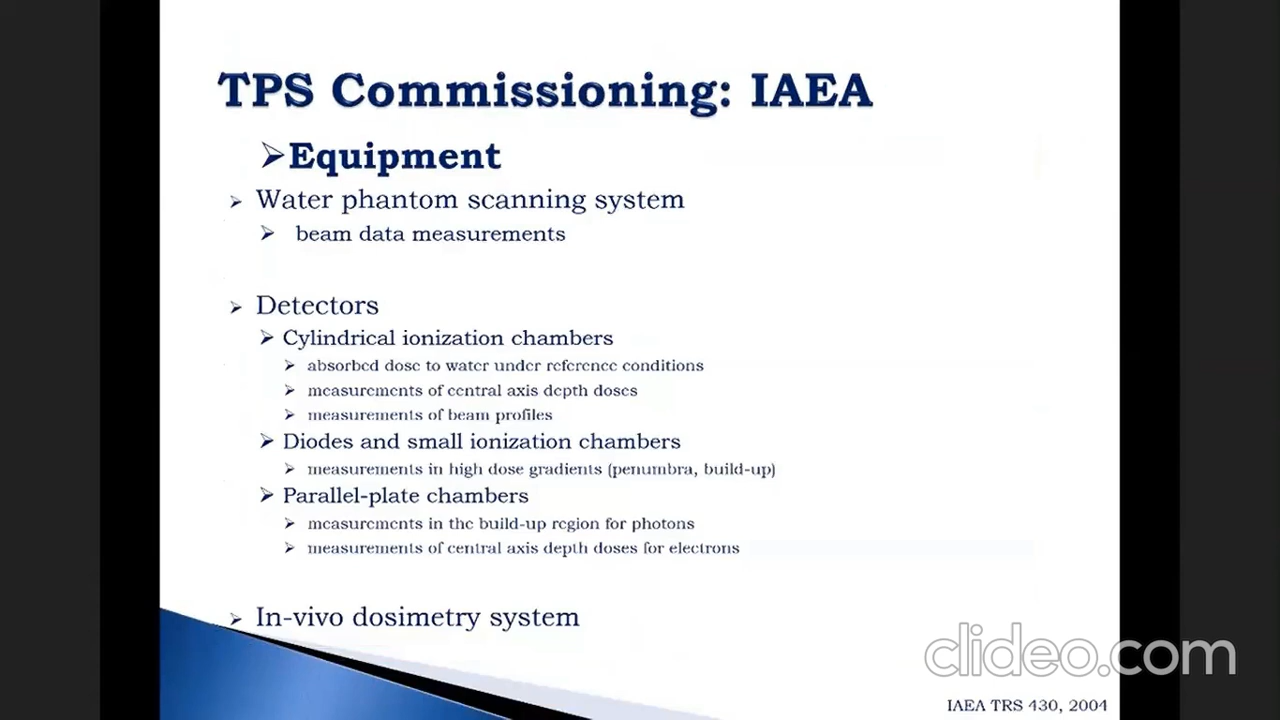 TPS Commissioning: IAEA
Equipment
Water phantom scanning system
beam data measurements
Detectors
Cylindrical ionization chambers
absorbed dose to water under reference conditions
measurements of central axis depth doses
measurements of beam profiles
Diodes and small ionization chambers
measurements in high dose gradients (penumbra, build-up)
Parallel-plate chambers
measurements in the build-up region for photons
measurements of central axis depth doses for electrons
In-vivo dosimetry system
clideo.com
IAEA TRS 430, 2004